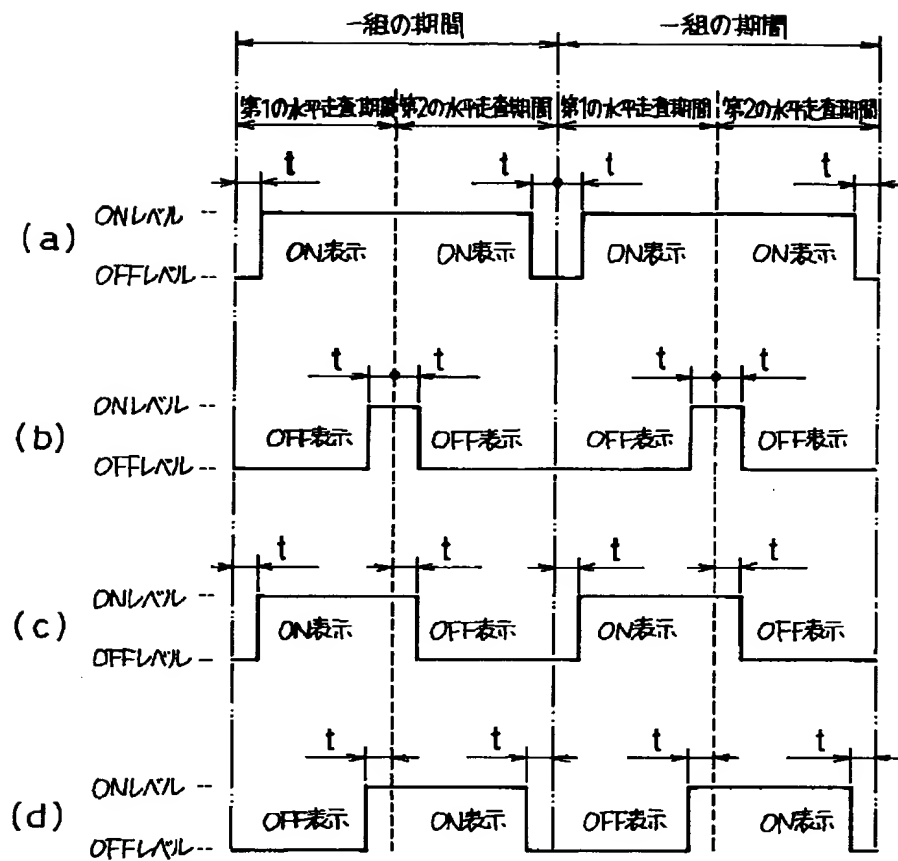 一組の期間 一組の期間
第1の水平走査期間 第2の水平走査期間 第1の水平走査期間 第2の水平走査期間
t t t t
(a)
ONレベル
OFFレベル
ON表示 ON表示 ON表示 ON表示
t t t t
(b)
ONレベル
OFFレベル
OFF表示 OFF表示 OFF表示 OFF表示
t t t t
(c)
ONレベル
OFFレベル
ON表示 OFF表示 ON表示 OFF表示
t t t t
(d)
ONレベル
OFFレベル
OFF表示 ON表示 OFF表示 ON表示